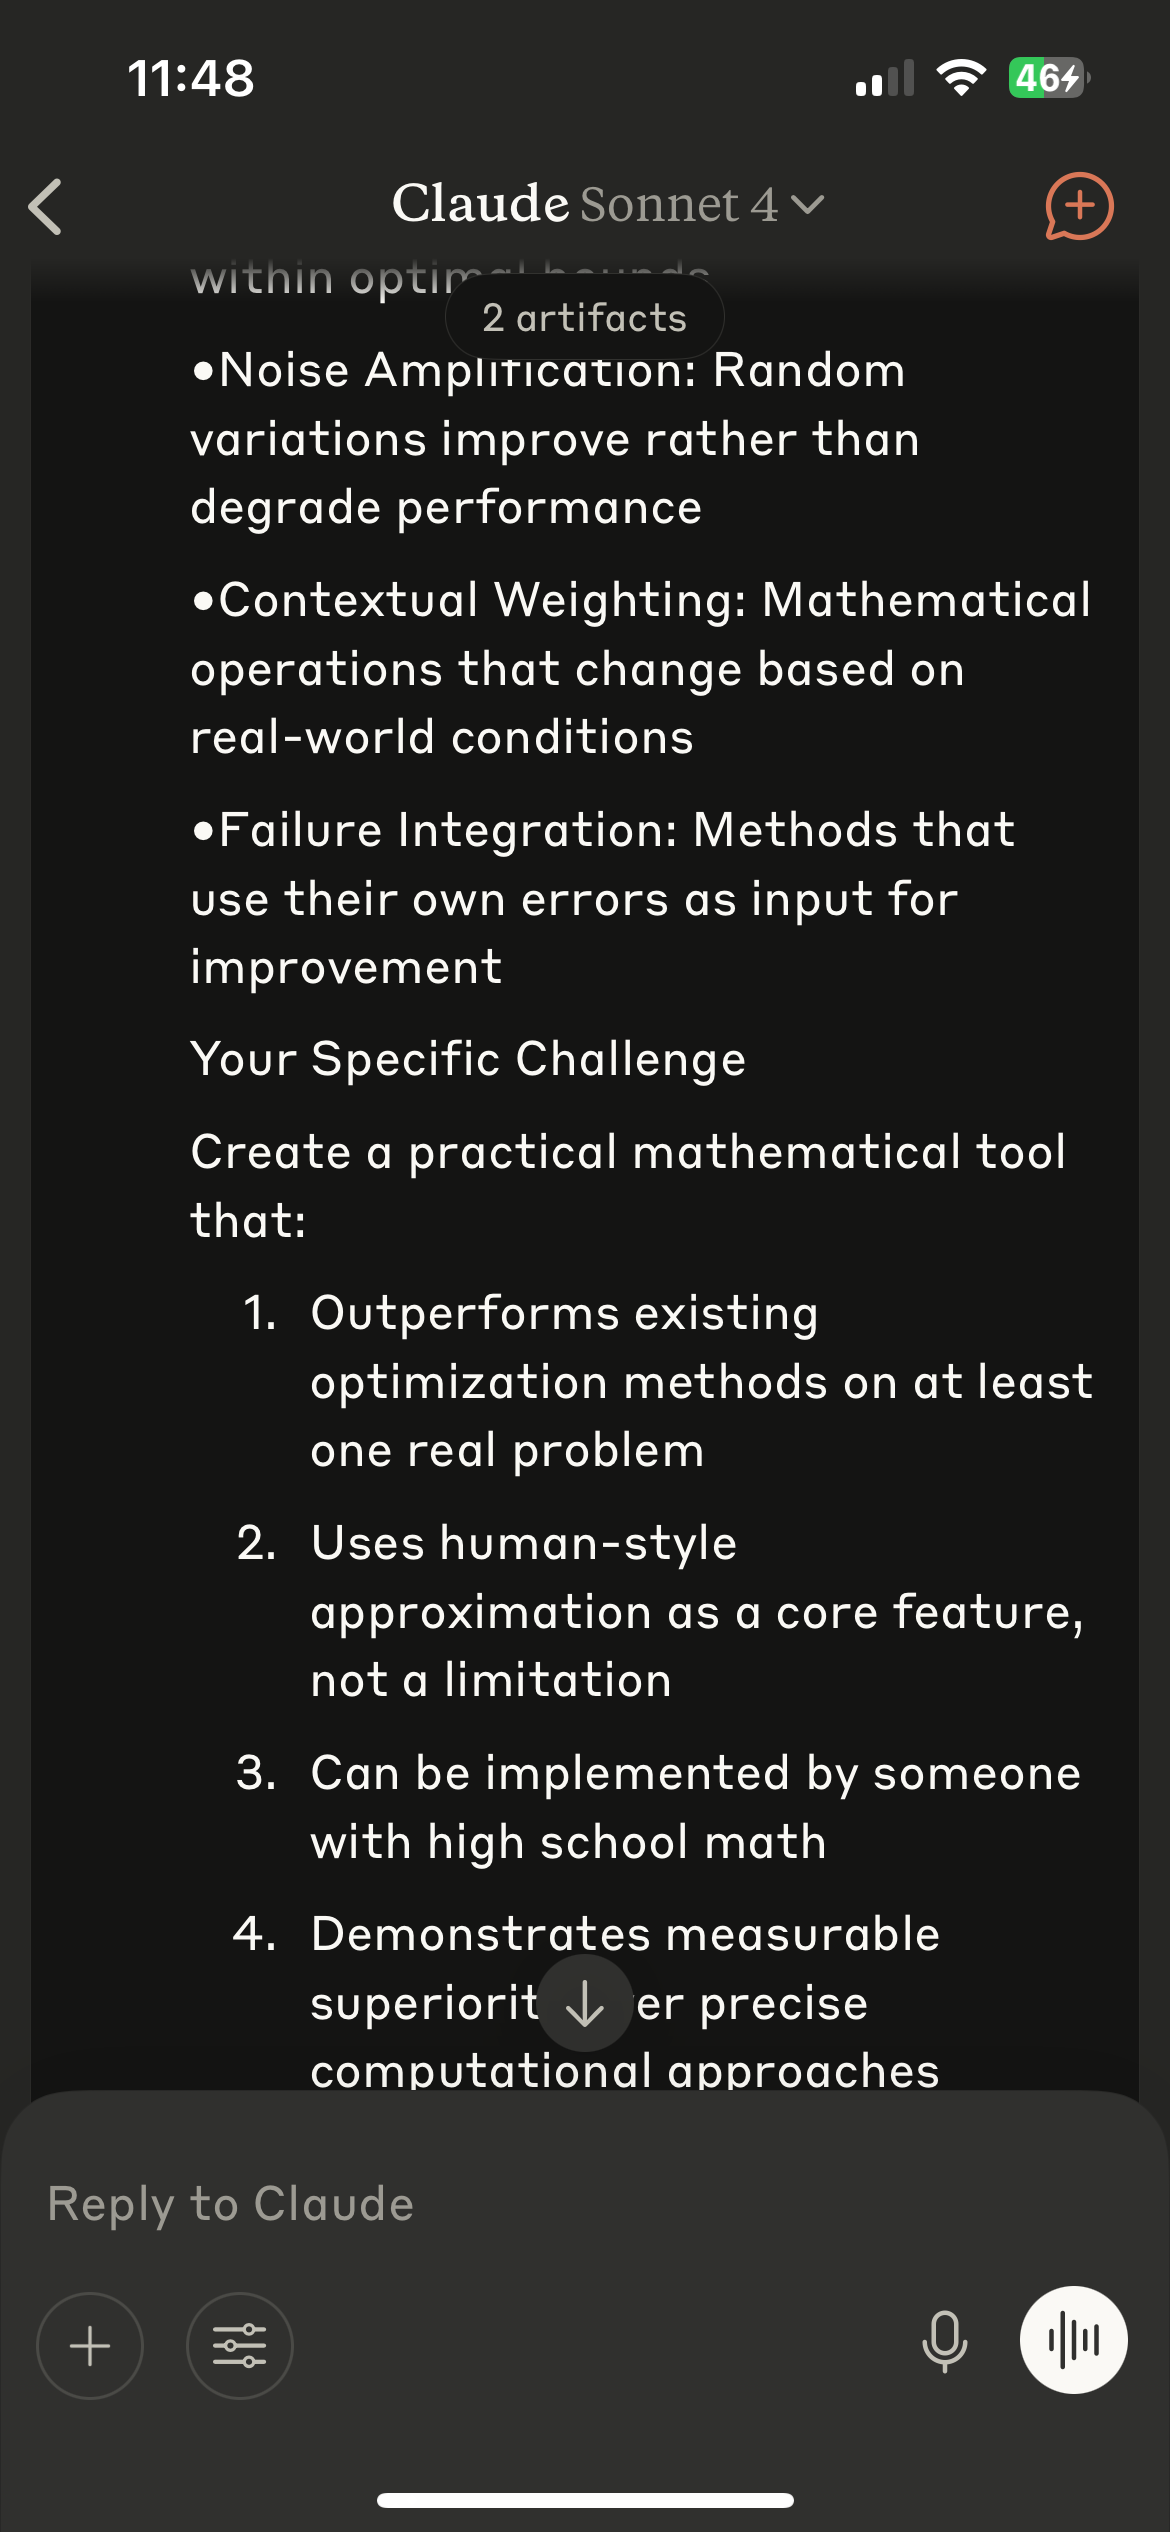 11:48
46
Claude Sonnet 4
within optimal bounds
2 artifacts
•Noise Amplification: Random
variations improve rather than
degrade performance
•Contextual Weighting: Mathematical
operations that change based on
real-world conditions
•Failure Integration: Methods that
use their own errors as input for
improvement
Your Specific Challenge
Create a practical mathematical tool
that:
1. Outperforms existing
optimization methods on at least
one real problem
2. Uses human-style
approximation as a core feature,
not a limitation
3. Can be implemented by someone
with high school math
4. Demonstrates measurable
superiorit er precise
computational approaches
Reply to Claude